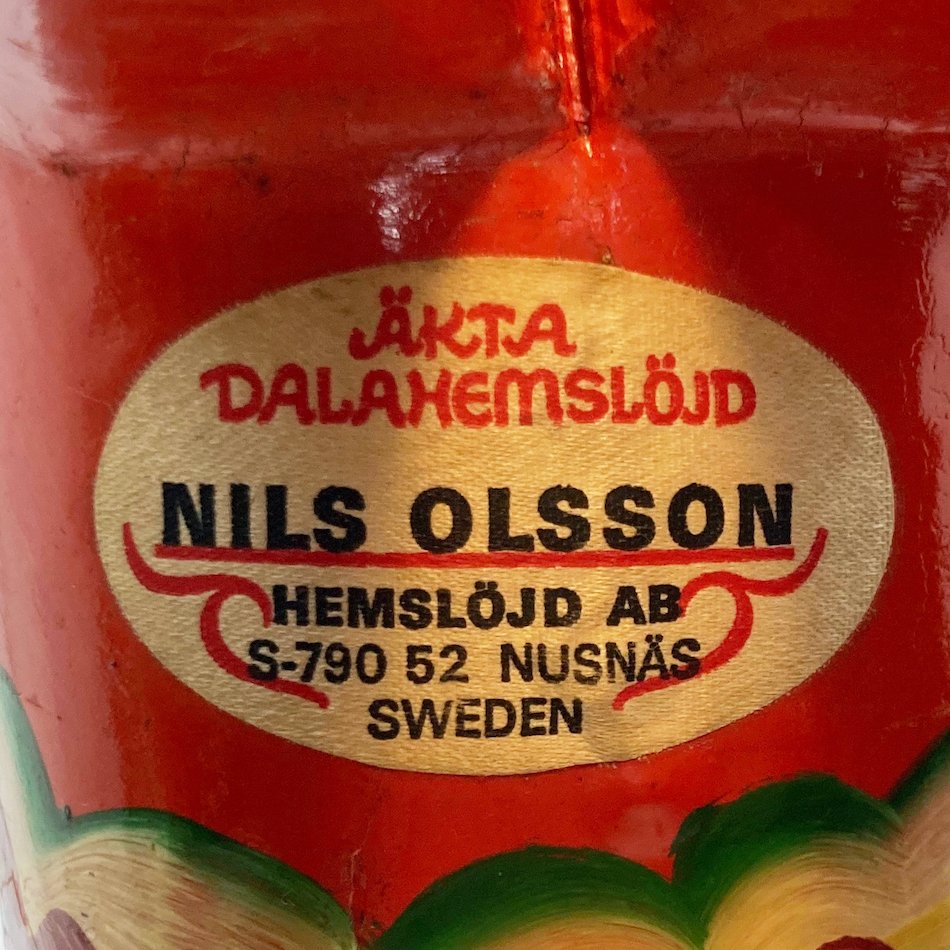 ÄKTA
DALAHEMSLÖJD
NILS OLSSON
HEMSLÖJD AB
S-790 52 NUSNÄS
SWEDEN